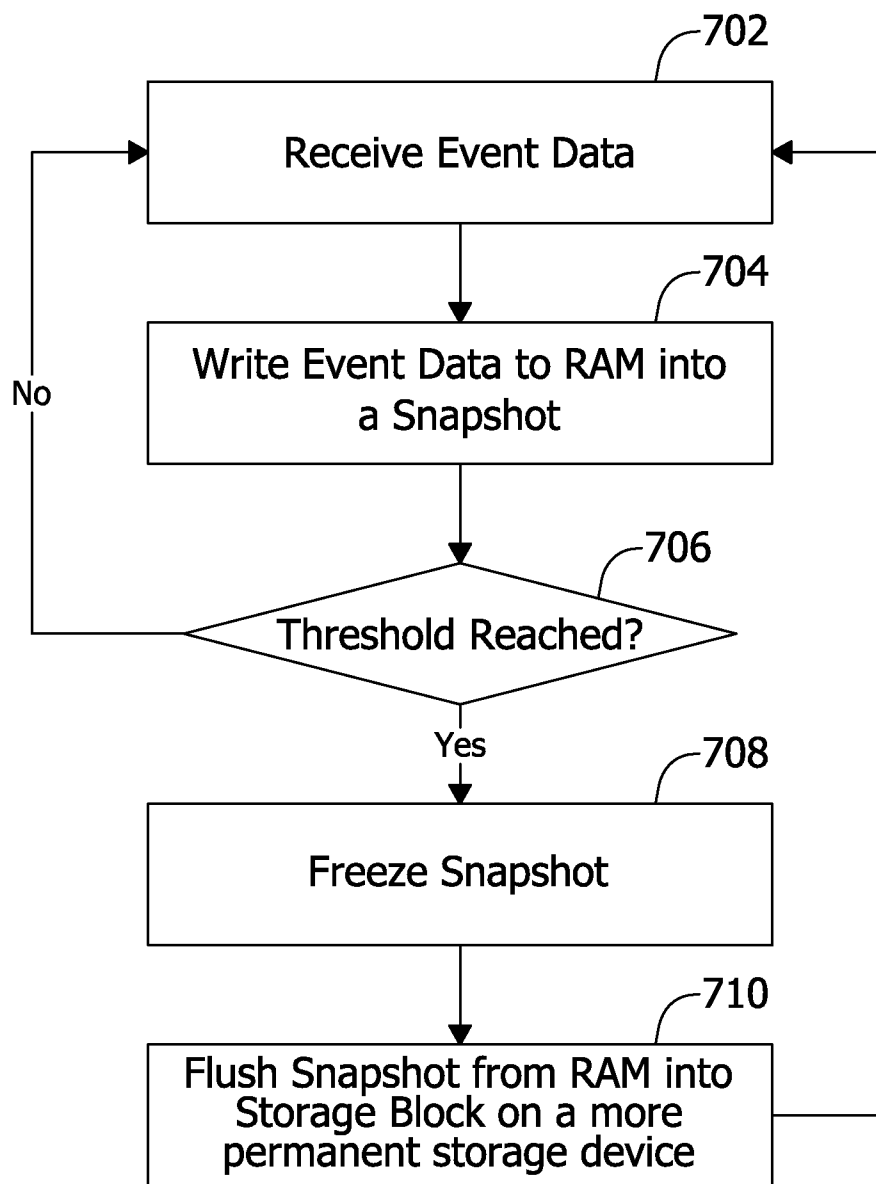 702
Receive Event Data
704
Write Event Data to RAM into
a Snapshot
No
706
Threshold Reached?
Yes
708
Freeze Snapshot
710
Flush Snapshot from RAM into
Storage Block on a more
permanent storage device